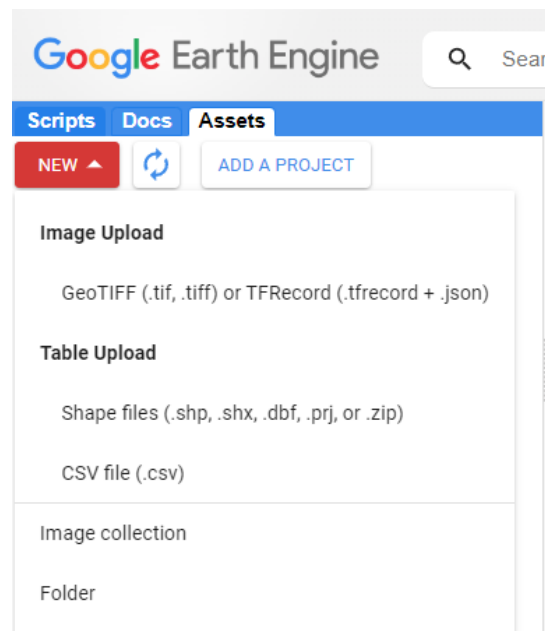 Google Earth Engine
Scripts Docs Assets
NEW ADD A PROJECT
Image Upload
GeoTIFF (.tif, .tiff) or TFRecord (.tfrecord + .json)
Table Upload
Shape files (.shp, .shx, .dbf, .prj, or .zip)
CSV file (.csv)
Image collection
Folder